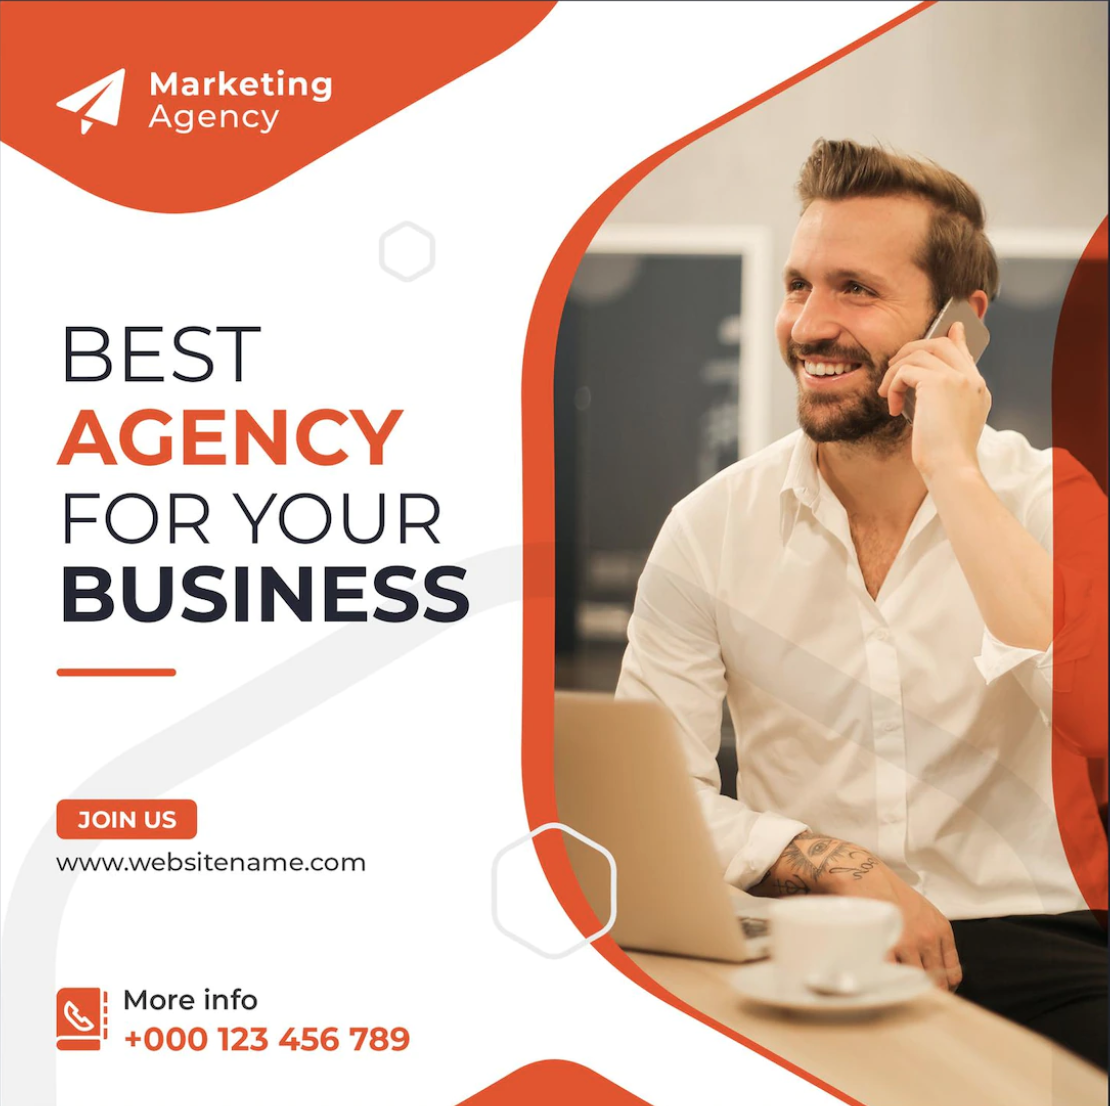 Marketing
Agency
BEST
AGENCY
FOR YOUR
BUSINESS
JOIN US
www.websitename.com
More info
+000 123 456 789